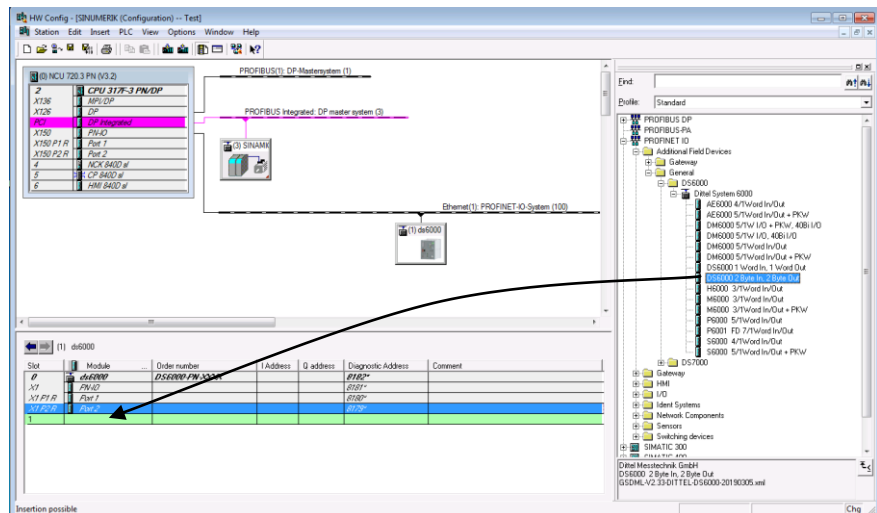 HW Config - [SINUMERIK (Configuration) -- Test]
Station Edit Insert PLC View Options Window Help
(0) NCU 720.3 PN (V3.2)
2 CPU 317F-3 PN/DP
X136 MPI/DP
X126 DP
PCI DP Integrated
X150 PN-IO
X150 P1 R Port 1
X150 P2 R Port 2
4 NCK 840D sl
5 CP 840D sl
6 HMI 840D sl
PROFIBUS(1): DP-Mastersystem (1)
PROFIBUS Integrated: DP master system (3)
(3) SINAMI
Ethernet(1): PROFINET-IO-System (100)
(1) ds6000
Find:
Profile: Standard
PROFIBUS DP
PROFIBUS-PA
PROFINET IO
Additional Field Devices
Gateway
General
DS6000
Dittel System 6000
AE6000 4/1Word In/Out
AE6000 5/1Word In/Out + PKW
DM6000 5/1W I/O + PKW, 40Bi I/O
DM6000 5/1W I/O, 40Bi I/O
DM6000 5/1Word In/Out
DM6000 5/1Word In/Out + PKW
DS6000 1 Word In, 1 Word Out
DS6000 2 Byte In, 2 Byte Out
H6000 3/1Word In/Out
M6000 3/1Word In/Out
M6000 3/1Word In/Out + PKW
P6000 5/1Word In/Out
P6001 FD 7/1Word In/Out
S6000 4/1Word In/Out
S6000 5/1Word In/Out + PKW
DS7000
Gateway
HMI
I/O
Ident Systems
Network Components
Sensors
Switching devices
SIMATIC 300
(1) ds6000
Slot Module ... Order number I Address Q address Diagnostic Address Comment
0 ds6000 DS6000-PN-XXXX 8182*
X1 PN-IO 8181*
X1 P1 R Port 1 8180*
X1 P2 R Port 2 8179*
1
Dittel Messtechnik GmbH
DS6000 2 Byte In, 2 Byte Out
GSDML-V2.33-DITTEL-DS6000-20190305.xml
Insertion possible
Chg